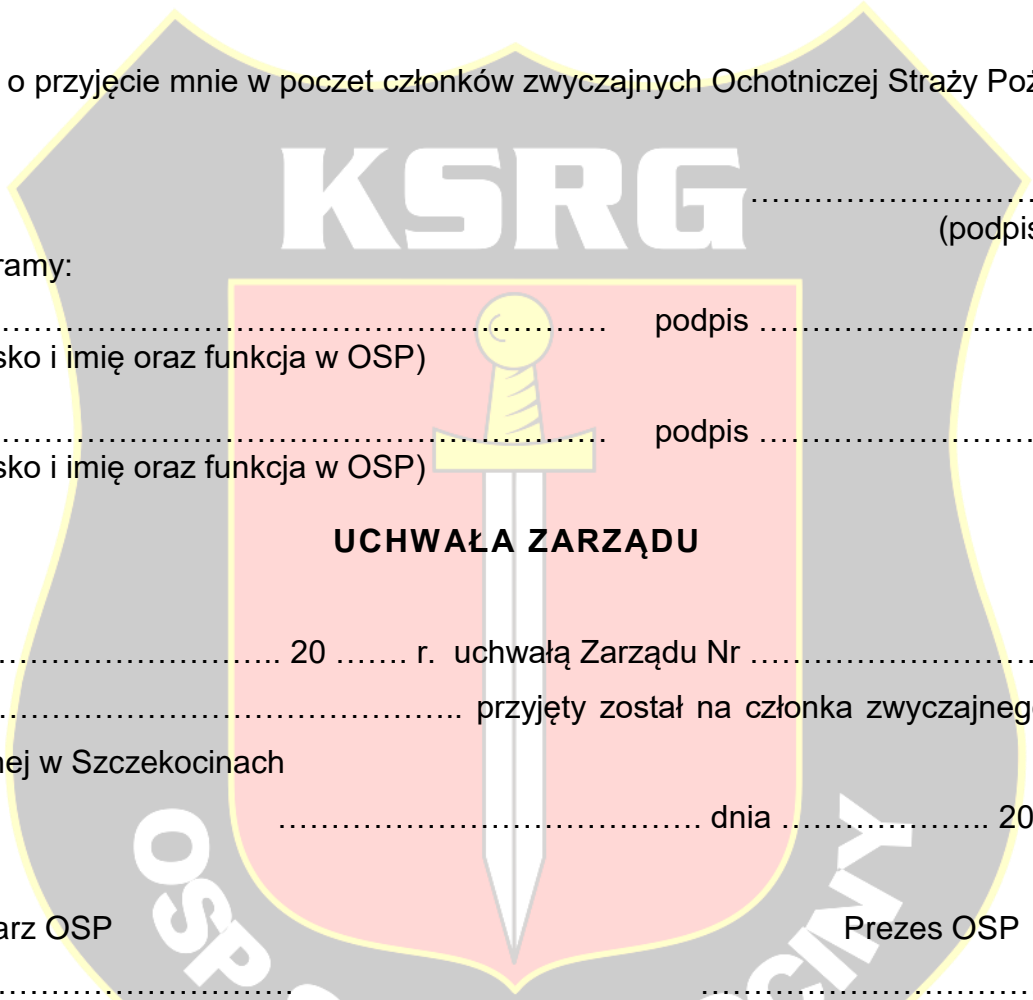 o przyjęcie mnie w poczet członków zwyczajnych Ochotniczej Straży Poż
KSRG
……………………………
(podpis
ramy:
……………………………………………………… podpis ……………………………
sko i imię oraz funkcja w OSP)
……………………………………………………… podpis ……………………………
sko i imię oraz funkcja w OSP)
UCHWAŁA ZARZĄDU
……………………….. 20 ……. r. uchwałą Zarządu Nr ……………………………
……………………………………….. przyjęty został na członka zwyczajneg
nej w Szczekocinach
…………………………………. dnia ……………….. 20
arz OSP Prezes OSP
……………………….. ……………………………
OSP CINY